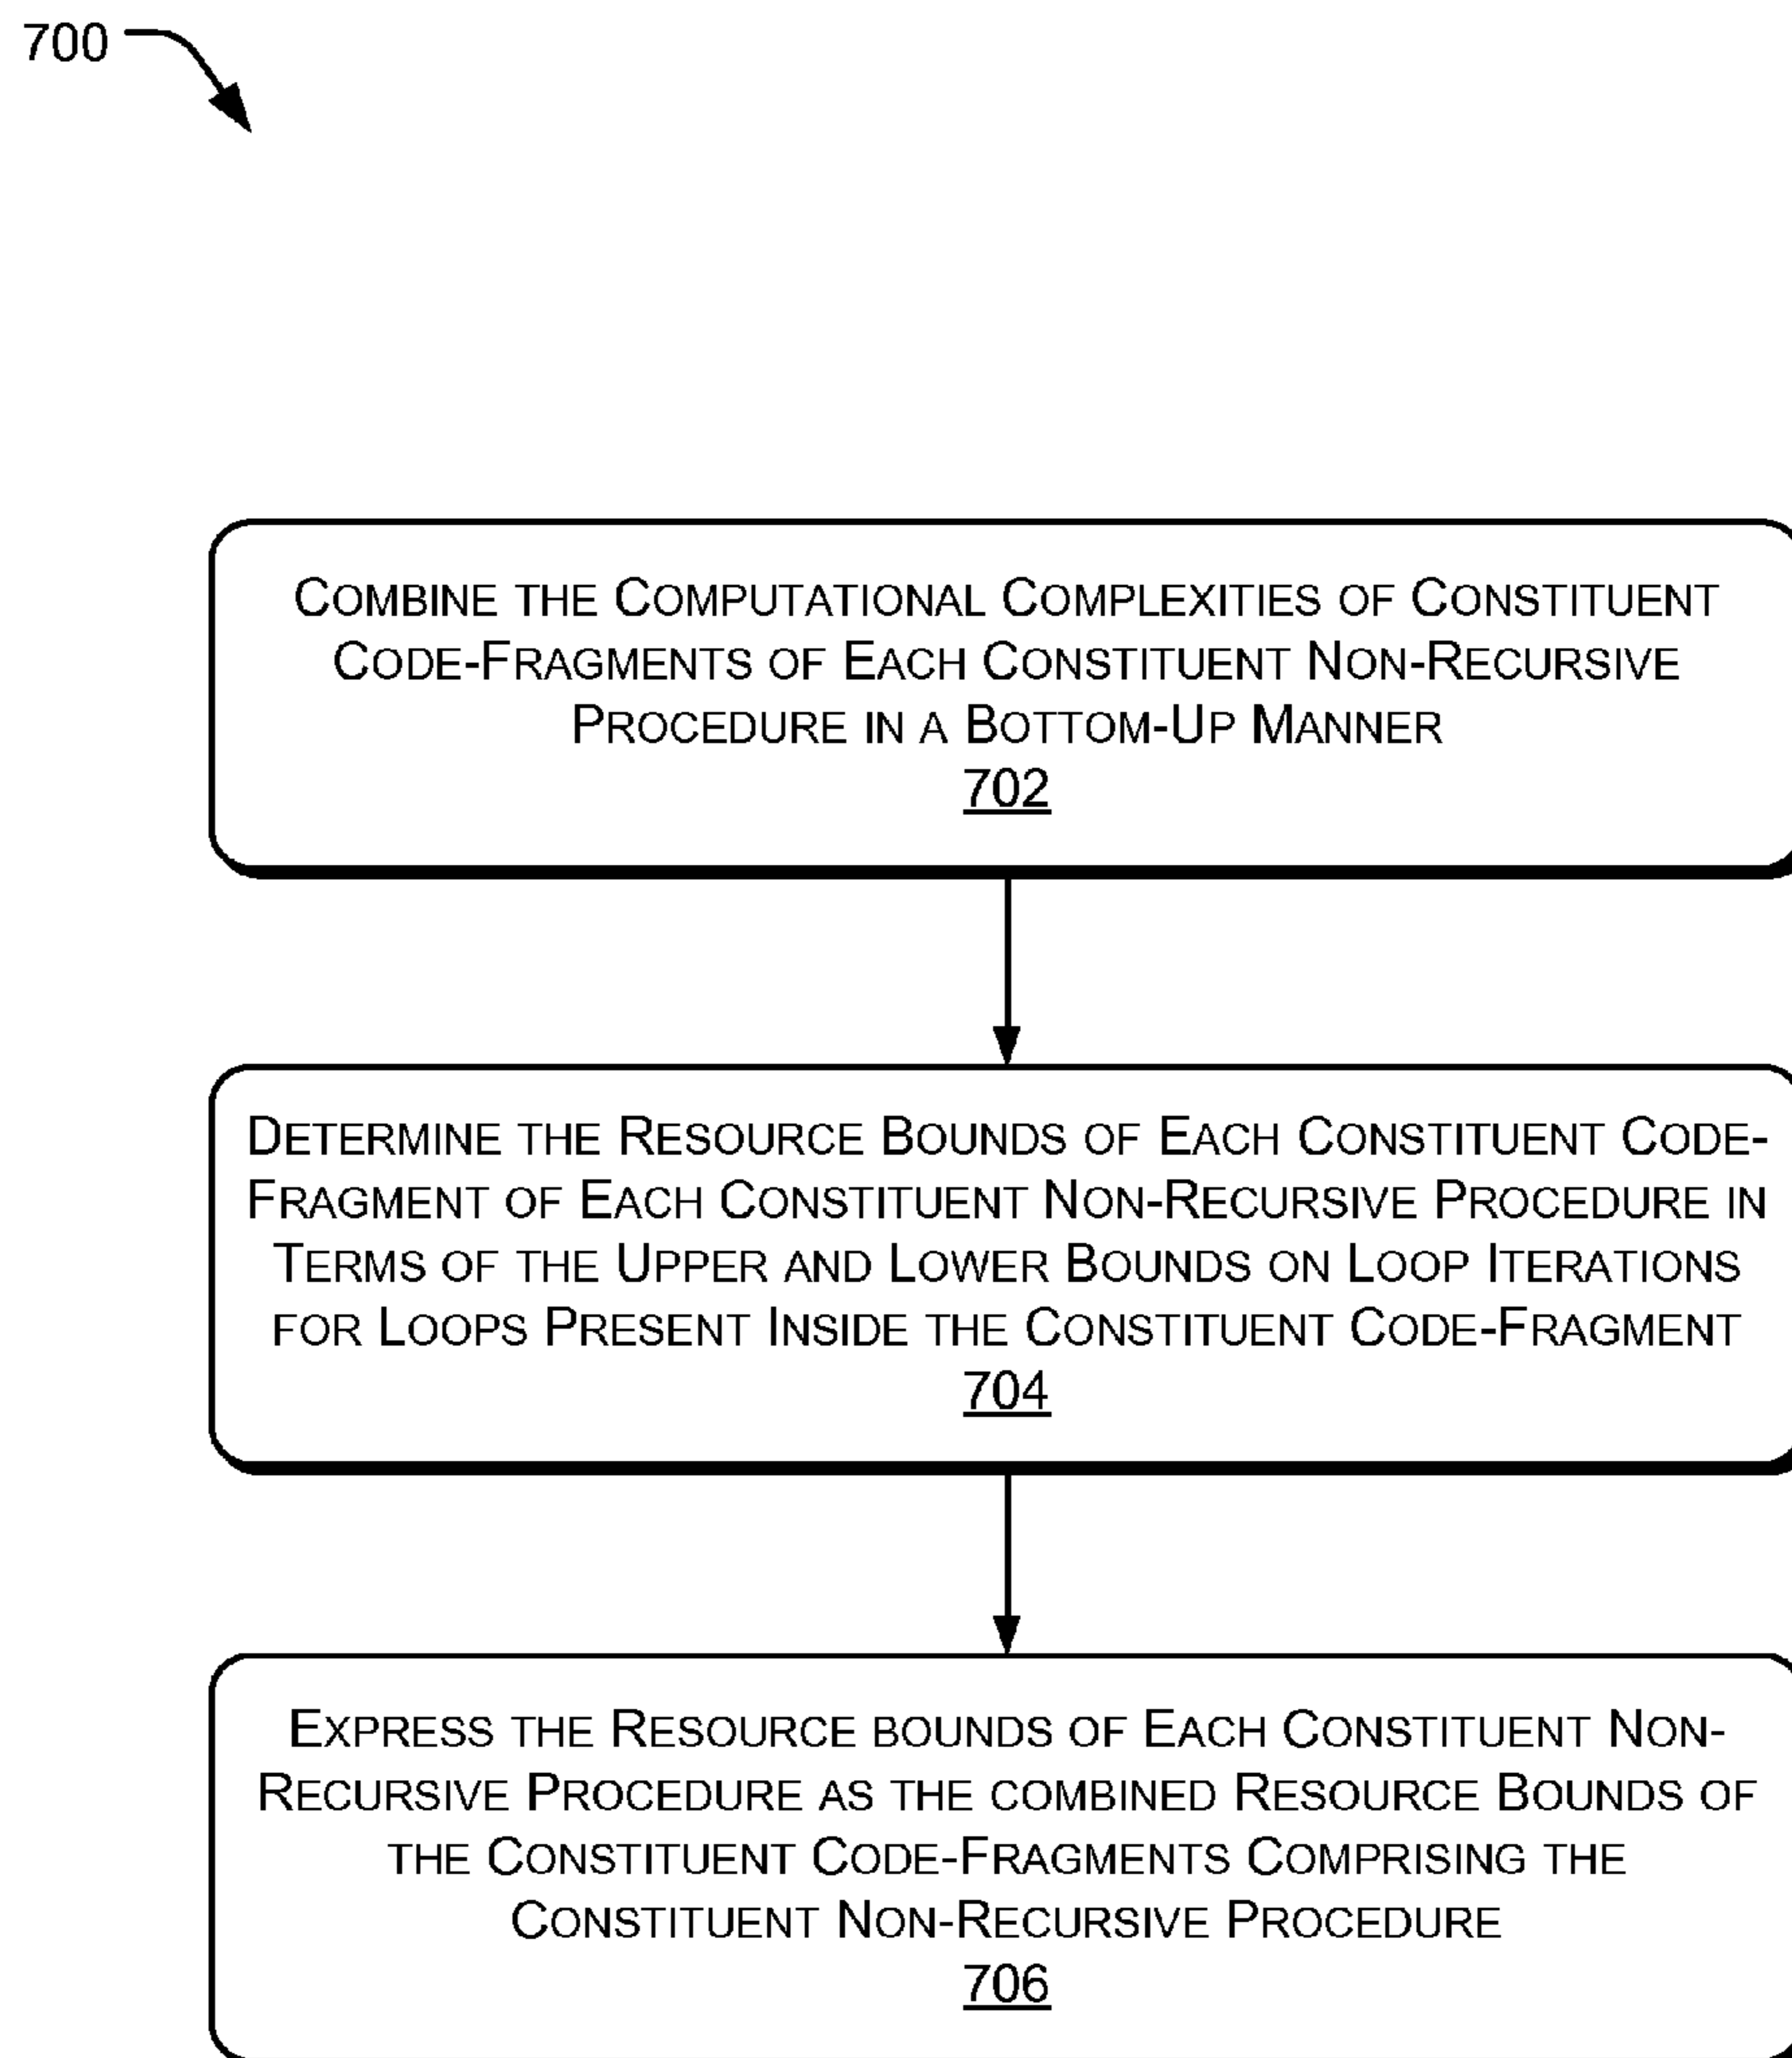 700
Combine the Computational Complexities of Constituent
Code-Fragments of Each Constituent Non-Recursive
Procedure in a Bottom-Up Manner
702
Determine the Resource Bounds of Each Constituent Code-
Fragment of Each Constituent Non-Recursive Procedure in
Terms of the Upper and Lower Bounds on Loop Iterations
for Loops Present Inside the Constituent Code-Fragment
704
Express the Resource bounds of Each Constituent Non-
Recursive Procedure as the combined Resource Bounds of
the Constituent Code-Fragments Comprising the
Constituent Non-Recursive Procedure
706